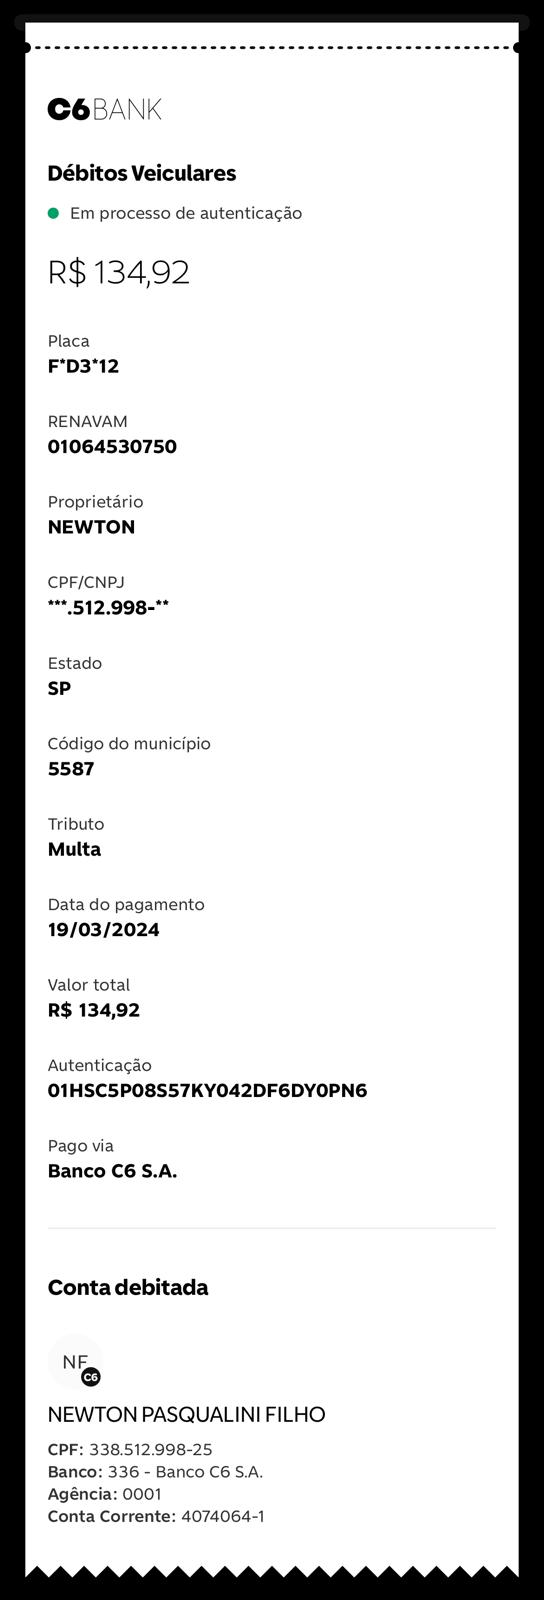 C6BANK
Débitos Veiculares
Em processo de autenticação
R$ 134,92
Placa
F*D3*12
RENAVAM
01064530750
Proprietário
NEWTON
CPF/CNPJ
***.512.998-**
Estado
SP
Código do município
5587
Tributo
Multa
Data do pagamento
19/03/2024
Valor total
R$ 134,92
Autenticação
01HSC5P08S57KY042DF6DY0PN6
Pago via
Banco C6 S.A.
Conta debitada
NF
C6
NEWTON PASQUALINI FILHO
CPF: 338.512.998-25
Banco: 336 - Banco C6 S.A.
Agência: 0001
Conta Corrente: 4074064-1